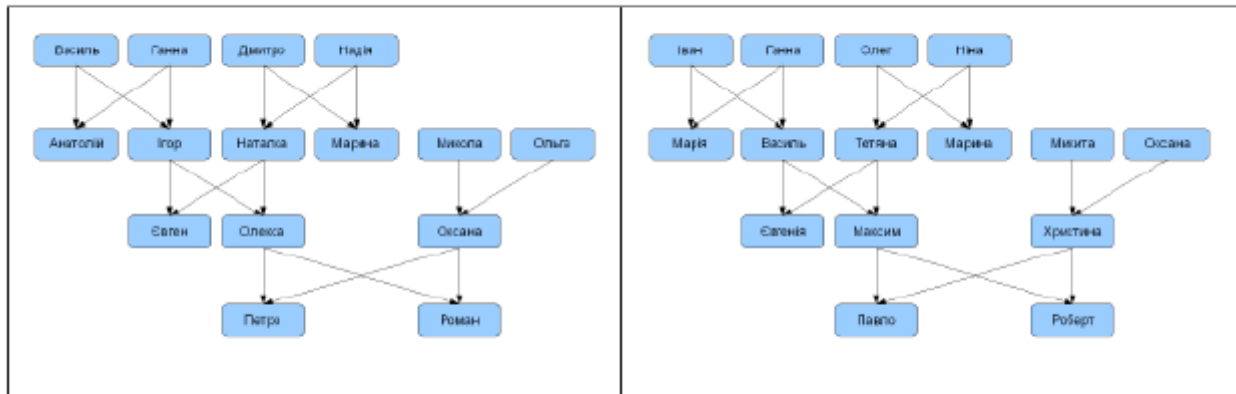 Василь Ганна Дмитро Надія
Анатолій Ігор Наталка Марина Микола Ольга
Євген Олекса Оксана
Петро Роман
Іван Ганна Олег Ніна
Марія Василь Тетяна Марина Микита Оксана
Євгенія Максим Христина
Павло Роберт